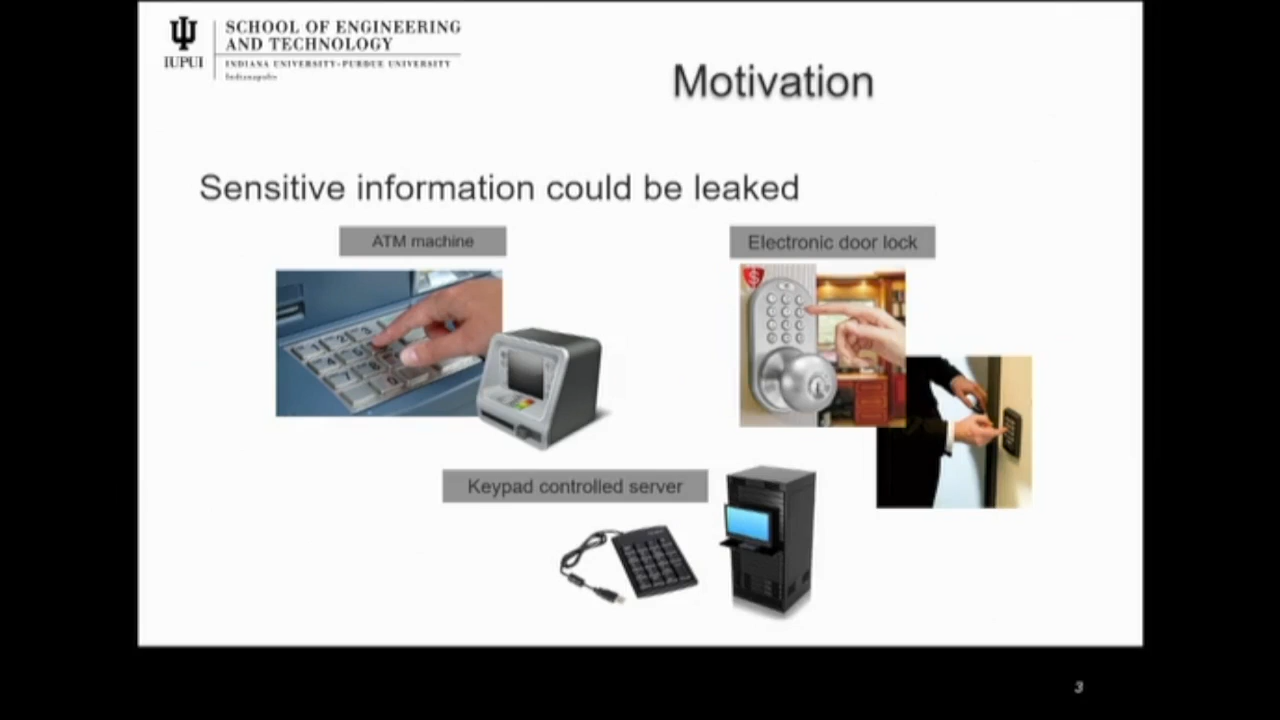 IUPUI
SCHOOL OF ENGINEERING
AND TECHNOLOGY
INDIANA UNIVERSITY–PURDUE UNIVERSITY
Indianapolis
Motivation
Sensitive information could be leaked
ATM machine
Electronic door lock
Keypad controlled server
3